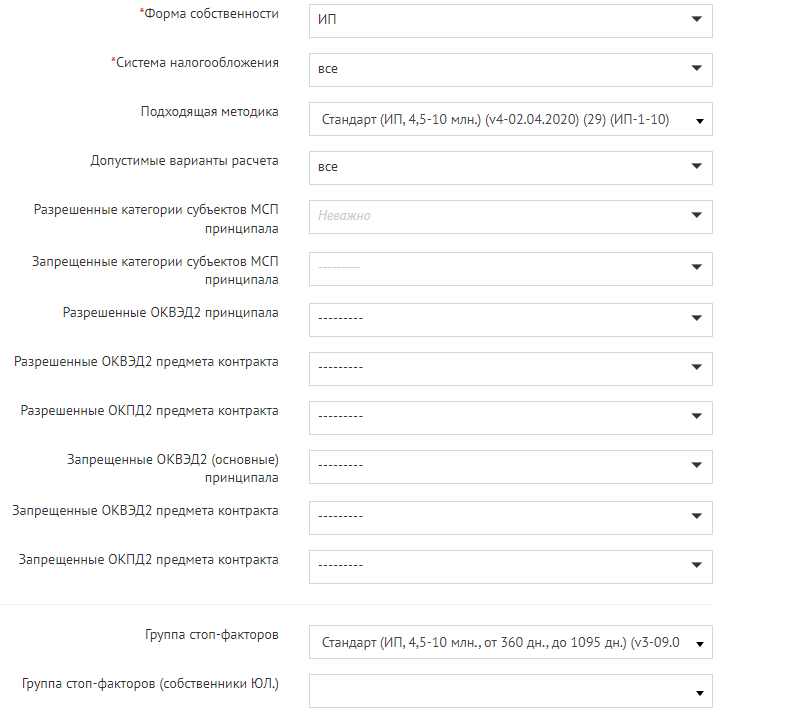 *Форма собственности
ИП
*Система налогообложения
все
Подходящая методика
Стандарт (ИП, 4,5-10 млн.) (v4-02.04.2020) (29) (ИП-1-10)
Допустимые варианты расчета
все
Разрешенные категории субъектов МСП
принципала
Неважно
Запрещенные категории субъектов МСП
принципала
---------
Разрешенные ОКВЭД2 принципала
---------
Разрешенные ОКВЭД2 предмета контракта
---------
Разрешенные ОКПД2 предмета контракта
---------
Запрещенные ОКВЭД2 (основные)
принципала
---------
Запрещенные ОКВЭД2 предмета контракта
---------
Запрещенные ОКПД2 предмета контракта
---------
Группа стоп-факторов
Стандарт (ИП, 4,5-10 млн., от 360 дн., до 1095 дн.) (v3-09.0
Группа стоп-факторов (собственники ЮЛ.)